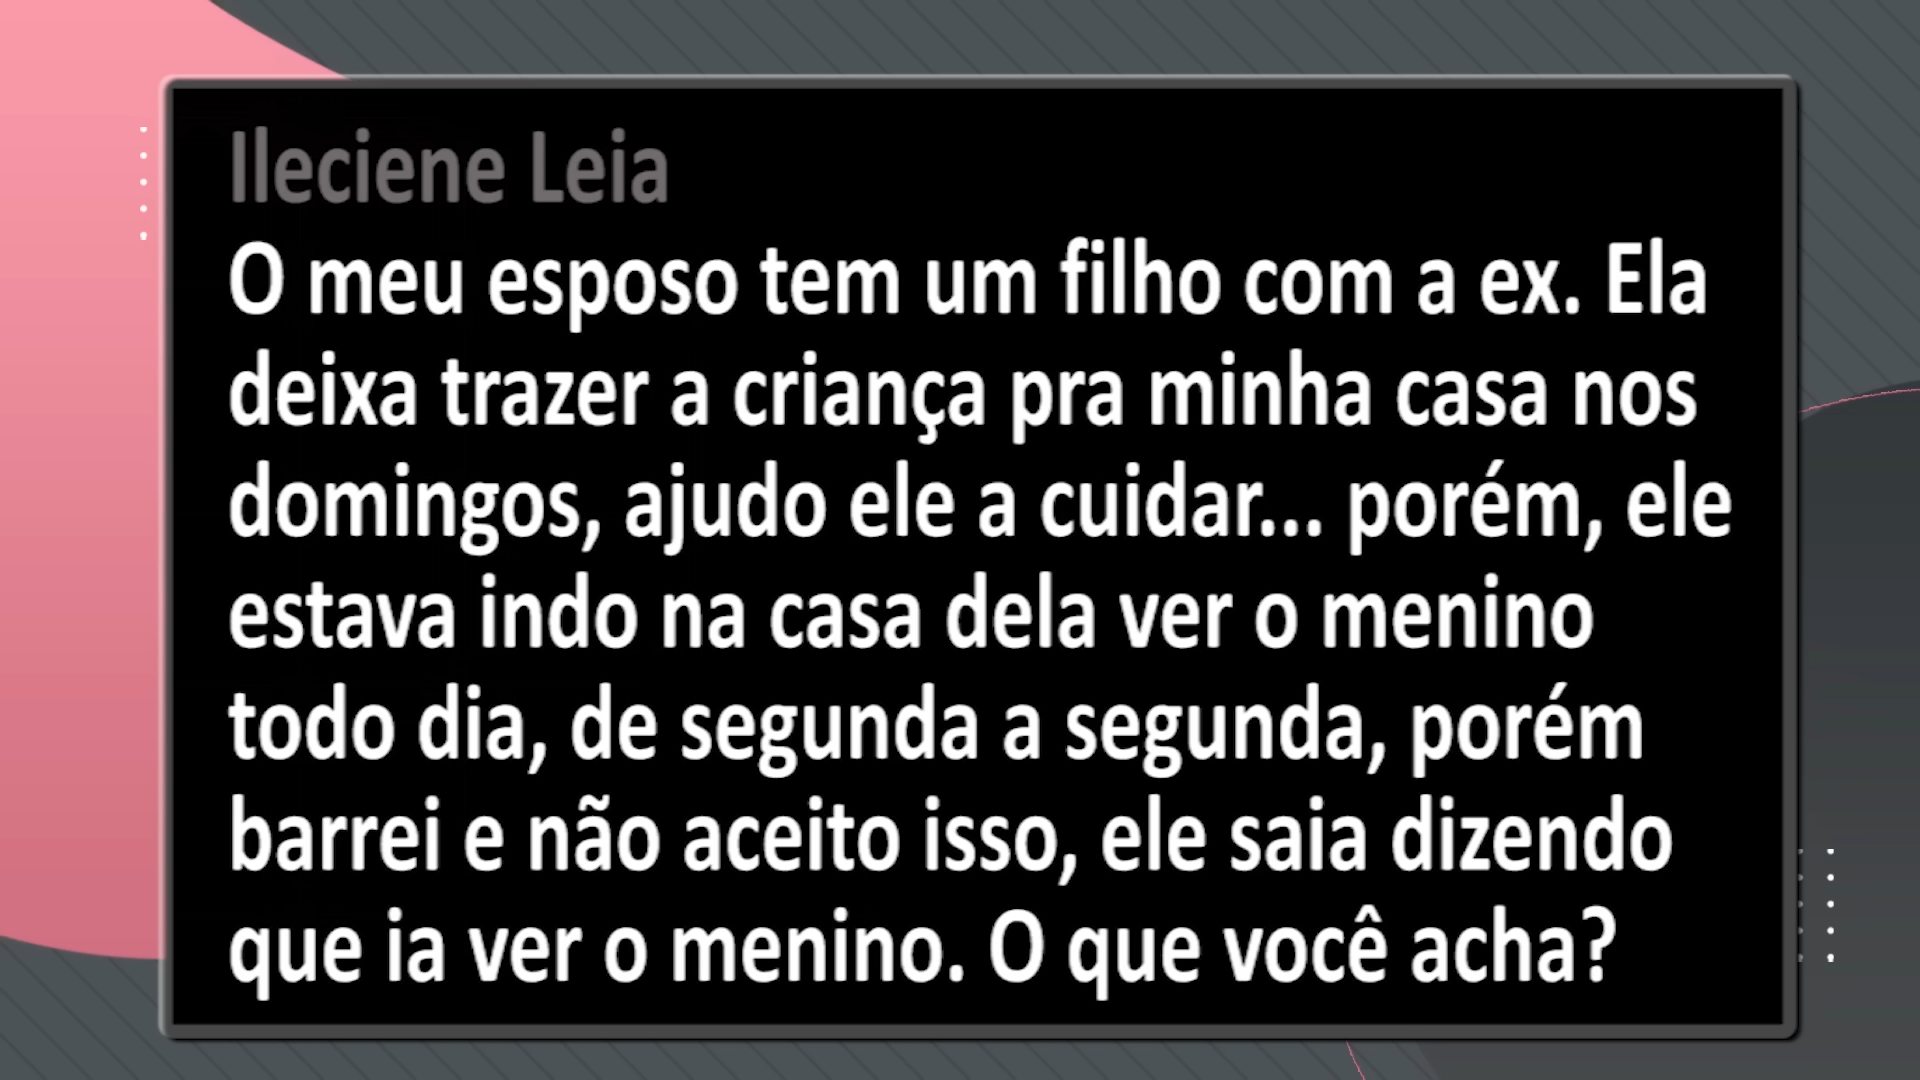 Ileciene Leia
O meu esposo tem um filho com a ex. Ela
deixa trazer a criança pra minha casa nos
domingos, ajudo ele a cuidar... porém, ele
estava indo na casa dela ver o menino
todo dia, de segunda a segunda, porém
barrei e não aceito isso, ele saia dizendo
que ia ver o menino. O que você acha?